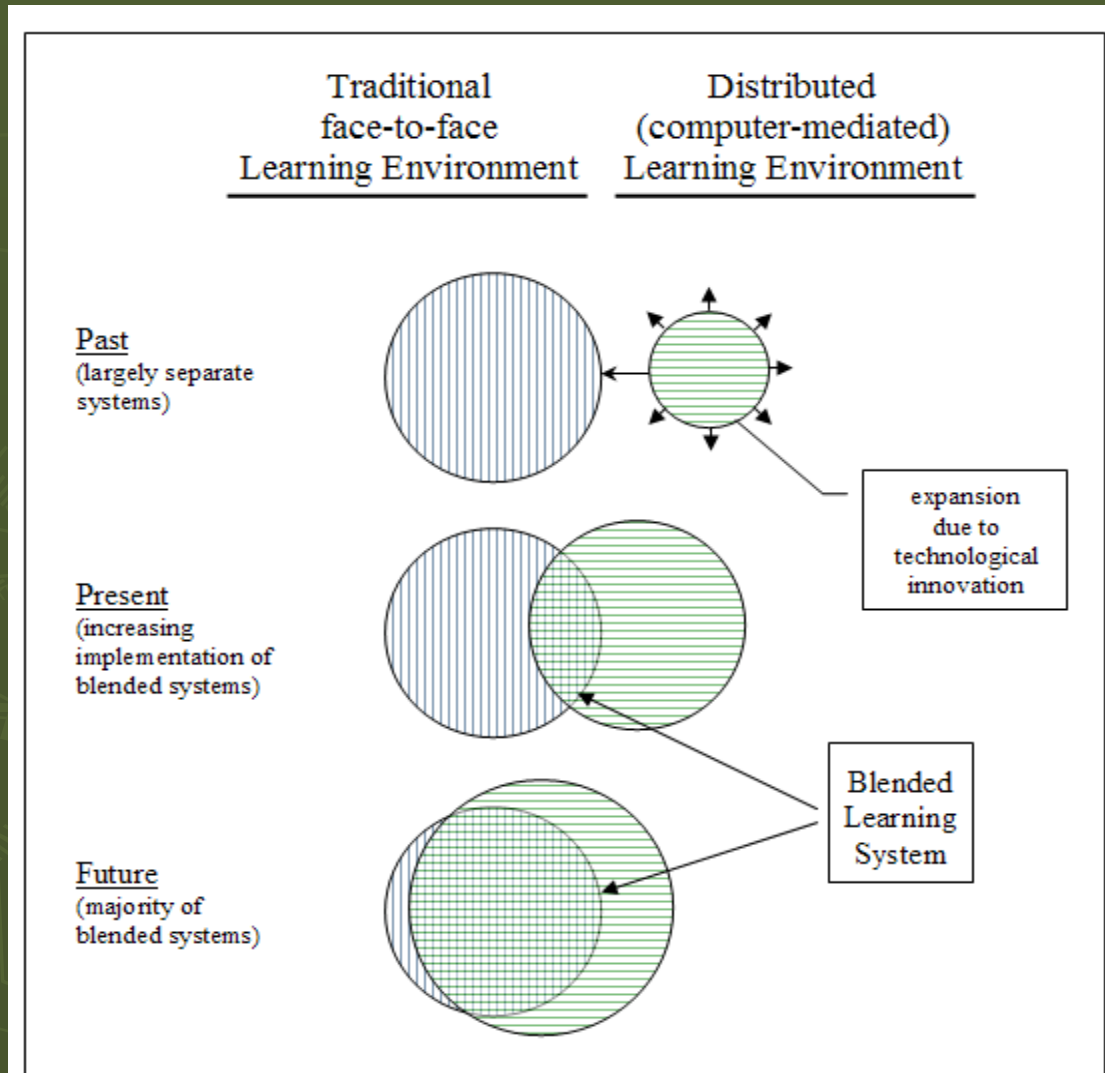 Traditional
face-to-face
Learning Environment
Distributed
(computer-mediated)
Learning Environment
Past
(largely separate
systems)
expansion
due to
technological
innovation
Present
(increasing
implementation of
blended systems)
Blended
Learning
System
Future
(majority of
blended systems)